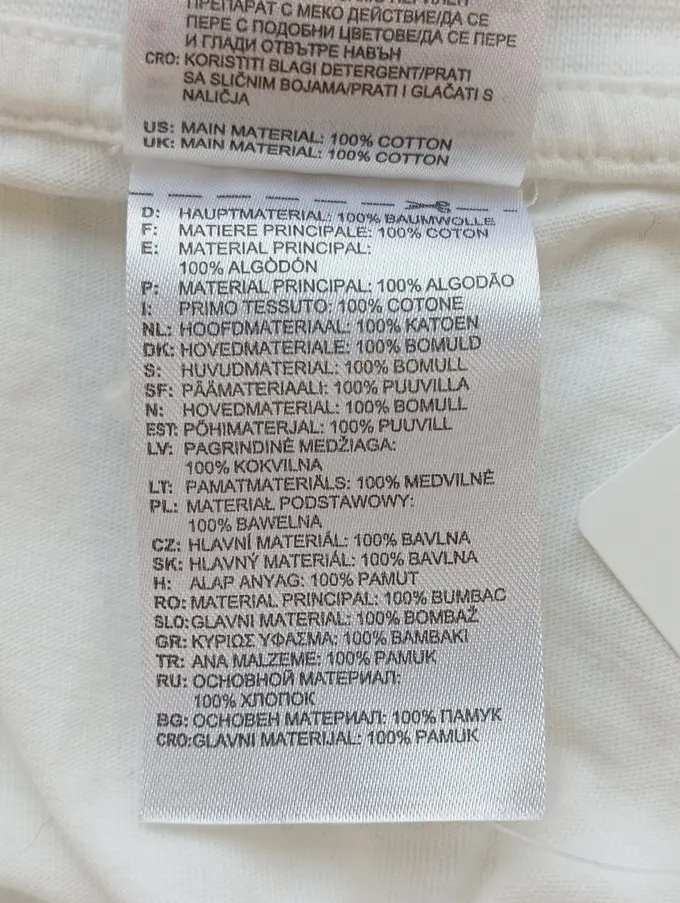 ПРЕПАРАТ С МЕКО ДЕЙСТВИЕ/ДА СЕ
ПЕРЕ С ПОДОБНИ ЦВЕТОВЕ/ДА СЕ ПЕРЕ
И ГЛАДИ ОТВЪТРЕ НАВЪН
CRO: KORISTITI BLAGI DETERGENT/PRATI
SA SLIČNIM BOJAMA/PRATI I GLAČATI S
NALIČJA
US: MAIN MATERIAL: 100% COTTON
UK: MAIN MATERIAL: 100% COTTON
D: HAUPTMATERIAL: 100% BAUMWOLLE
F: MATIERE PRINCIPALE: 100% COTON
E: MATERIAL PRINCIPAL:
100% ALGÒDÓN
P: MATERIAL PRINCIPAL: 100% ALGODÃO
I: PRIMO TESSUTO: 100% COTONE
NL: HOOFDMATERIAAL: 100% KATOEN
DK: HOVEDMATERIALE: 100% BOMULD
S: HUVUDMATERIAL: 100% BOMULL
SF: PÄÄMATERIAALI: 100% PUUVILLA
N: HOVEDMATERIAL: 100% BOMULL
EST: PÕHIMATERJAL: 100% PUUVILL
LV: PAGRINDINĖ MEDŽIAGA:
100% KOKVILNA
LT: PAMATMATERIĀLS: 100% MEDVILNĖ
PL: MATERIAŁ PODSTAWOWY:
100% BAWEŁNA
CZ: HLAVNÍ MATERIÁL: 100% BAVLNA
SK: HLAVNÝ MATERIÁL: 100% BAVLNA
H: ALAP ANYAG: 100% PAMUT
RO: MATERIAL PRINCIPAL: 100% BUMBAC
SLO: GLAVNI MATERIAL: 100% BOMBAŽ
GR: ΚΥΡΙΩΣ ΥΦΑΣΜΑ: 100% ΒΑΜΒΑΚΙ
TR: ANA MALZEME: 100% PAMUK
RU: ОСНОВНОЙ МАТЕРИАЛ:
100% ХЛОПОК
BG: ОСНОВЕН МАТЕРИАЛ: 100% ПАМУК
CRO: GLAVNI MATERIJAL: 100% PAMUK